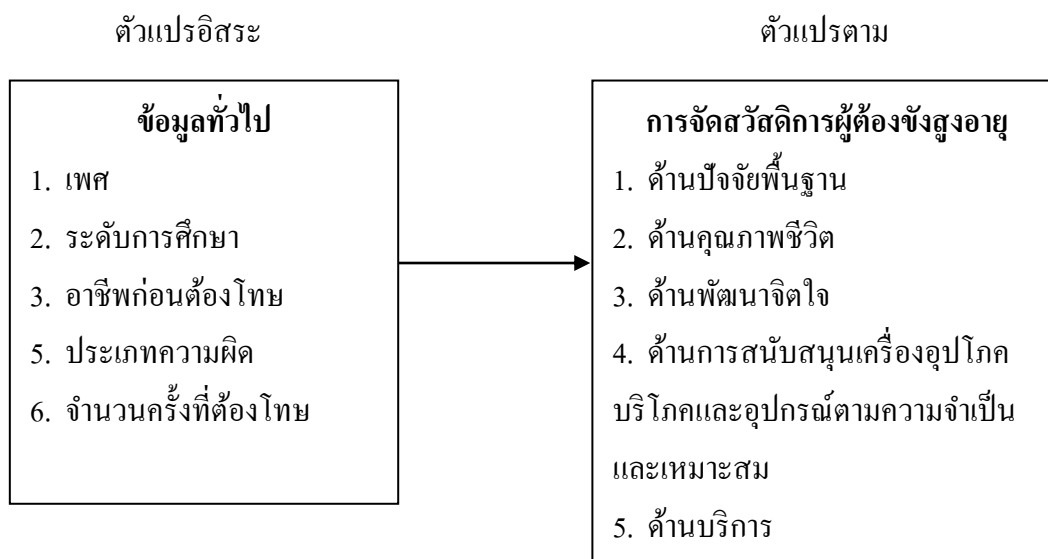 ตัวแปรอิสระ
ตัวแปรตาม
ข้อมูลทั่วไป
1. เพศ
2. ระดับการศึกษา
3. อาชีพก่อนต้องโทษ
5. ประเภทความผิด
6. จำนวนครั้งที่ต้องโทษ
การจัดสวัสดิการผู้ต้องขังสูงอายุ
1. ด้านปัจจัยพื้นฐาน
2. ด้านคุณภาพชีวิต
3. ด้านพัฒนาจิตใจ
4. ด้านการสนับสนุนเครื่องอุปโภค
บริโภคและอุปกรณ์ตามความจำเป็น
และเหมาะสม
5. ด้านบริการ